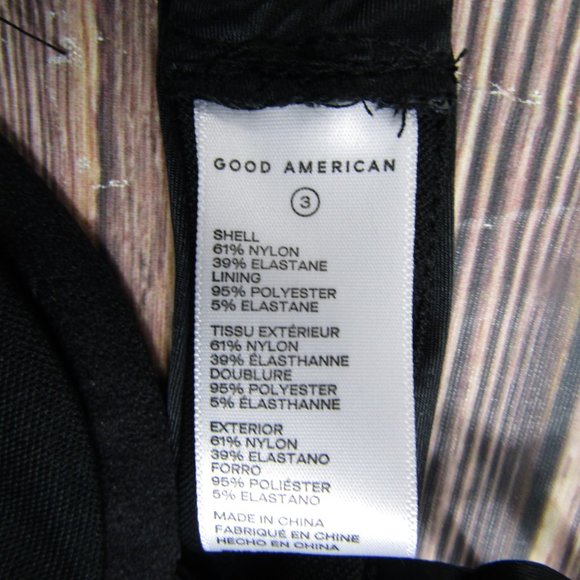 GOOD AMERICAN
3
SHELL
61% NYLON
39% ELASTANE
LINING
95% POLYESTER
5% ELASTANE
TISSU EXTÉRIEUR
61% NYLON
39% ÉLASTHANNE
DOUBLURE
95% POLYESTER
5% ÉLASTHANNE
EXTERIOR
61% NYLON
39% ELASTANO
FORRO
95% POLIÉSTER
5% ELASTANO
MADE IN CHINA
FABRIQUÉ EN CHINE
HECHO EN CHINA